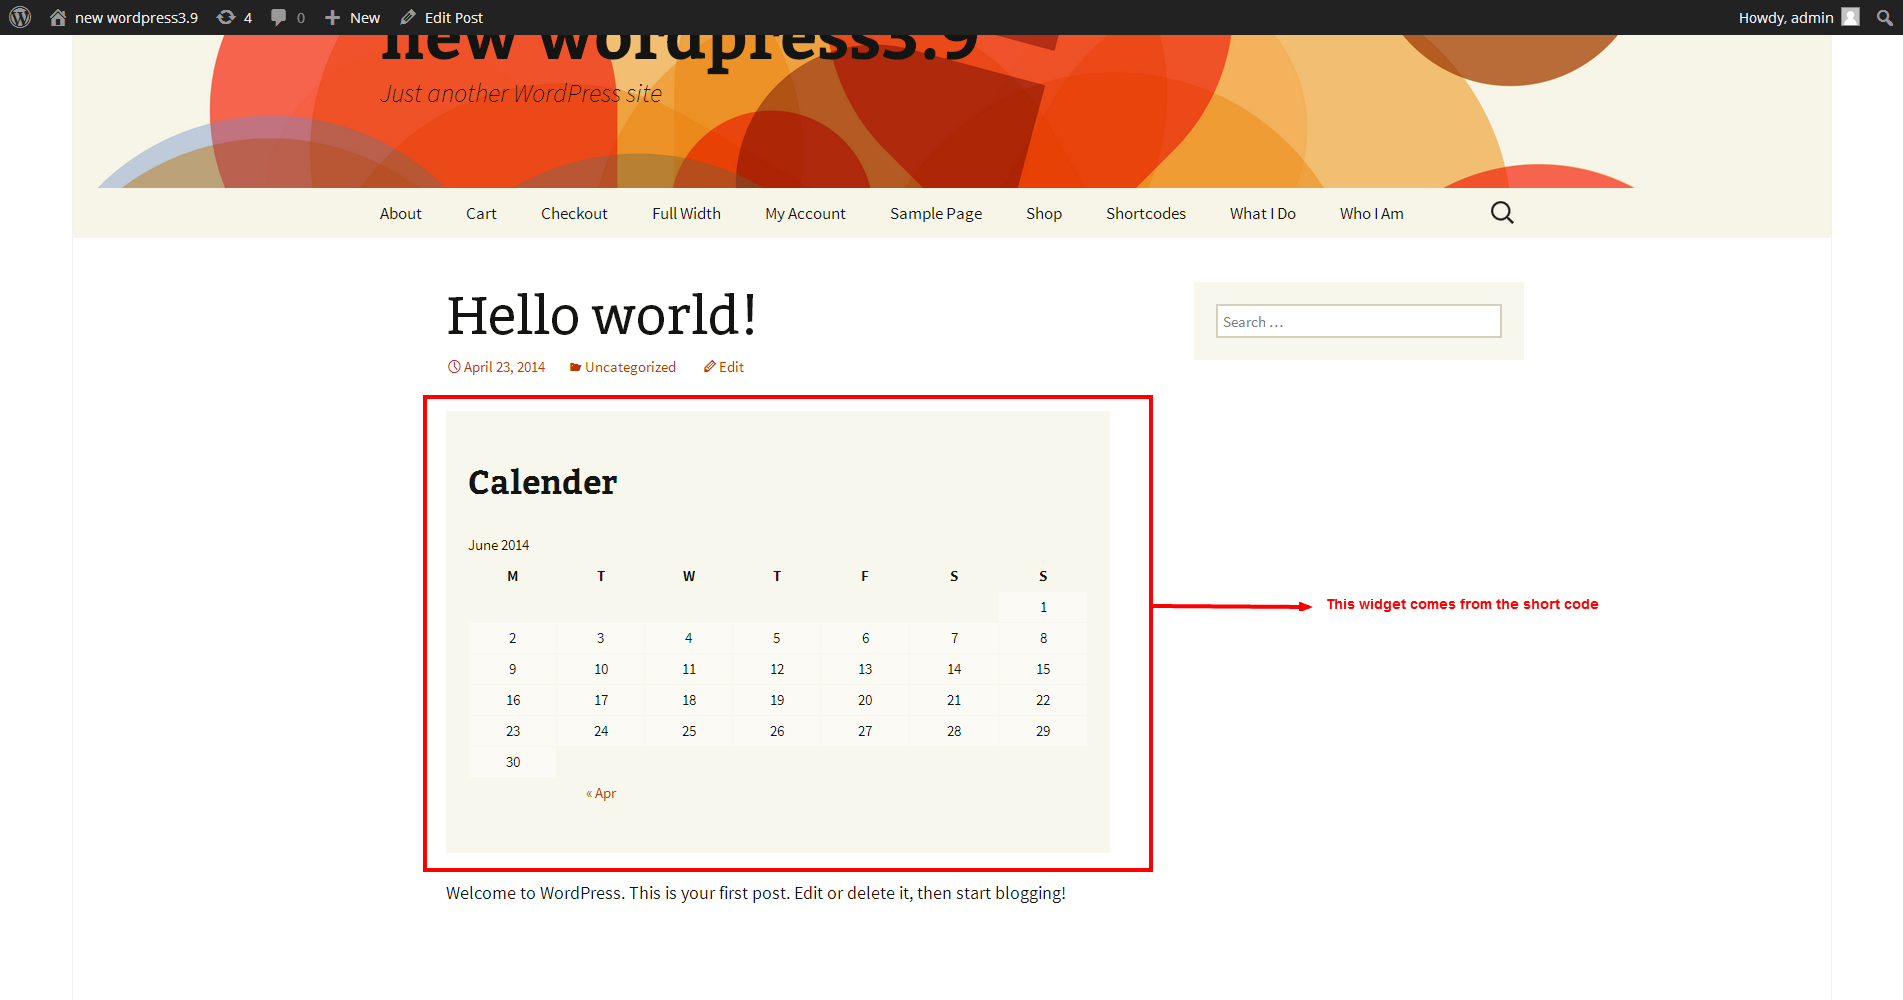 new wordpress3.9 4 0 New Edit Post Howdy, admin
new wordpress3.9
Just another WordPress site
About Cart Checkout Full Width My Account Sample Page Shop Shortcodes What I Do Who I Am
Hello world!
Search …
April 23, 2014 Uncategorized Edit
Calender
June 2014
M T W T F S S
1
2 3 4 5 6 7 8
9 10 11 12 13 14 15
16 17 18 19 20 21 22
23 24 25 26 27 28 29
30
« Apr
This widget comes from the short code
Welcome to WordPress. This is your first post. Edit or delete it, then start blogging!